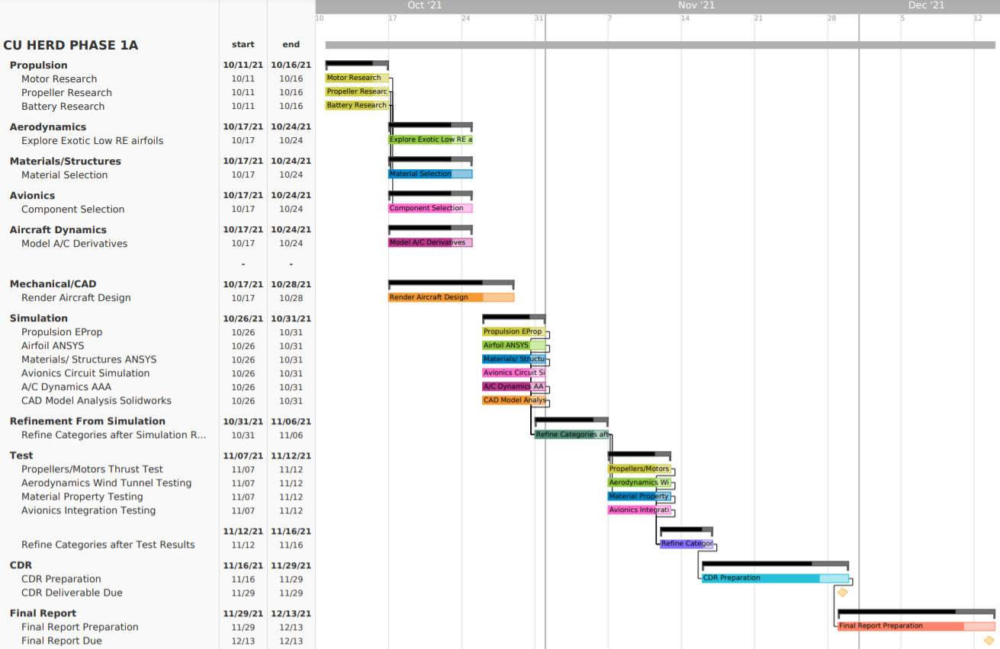 Oct '21 Nov '21 Dec '21
10 17 24 31 7 14 21 28 5 12
CU HERD PHASE 1A start end
Propulsion 10/11/21 10/16/21
Motor Research 10/11 10/16 Motor Research
Propeller Research 10/11 10/16 Propeller Researc
Battery Research 10/11 10/16 Battery Research
Aerodynamics 10/17/21 10/24/21
Explore Exotic Low RE airfoils 10/17 10/24 Explore Exotic Low RE a
Materials/Structures 10/17/21 10/24/21
Material Selection 10/17 10/24 Material Selection
Avionics 10/17/21 10/24/21
Component Selection 10/17 10/24 Component Selection
Aircraft Dynamics 10/17/21 10/24/21
Model A/C Derivatives 10/17 10/24 Model A/C Derivatives
- -
Mechanical/CAD 10/17/21 10/28/21
Render Aircraft Design 10/17 10/28 Render Aircraft Design
Simulation 10/26/21 10/31/21
Propulsion EProp 10/26 10/31 Propulsion EProp
Airfoil ANSYS 10/26 10/31 Airfoil ANSYS
Materials/ Structures ANSYS 10/26 10/31 Materials/ Structu
Avionics Circuit Simulation 10/26 10/31 Avionics Circuit Si
A/C Dynamics AAA 10/26 10/31 A/C Dynamics AA
CAD Model Analysis Solidworks 10/26 10/31 CAD Model Analys
Refinement From Simulation 10/31/21 11/06/21
Refine Categories after Simulation R... 10/31 11/06 Refine Categories aft
Test 11/07/21 11/12/21
Propellers/Motors Thrust Test 11/07 11/12 Propellers/Motors
Aerodynamics Wind Tunnel Testing 11/07 11/12 Aerodynamics Wi
Material Property Testing 11/07 11/12 Material Property
Avionics Integration Testing 11/07 11/12 Avionics Integrati
11/12/21 11/16/21
Refine Categories after Test Results 11/12 11/16 Refine Categor
CDR 11/16/21 11/29/21
CDR Preparation 11/16 11/29 CDR Preparation
CDR Deliverable Due 11/29 11/29
Final Report 11/29/21 12/13/21
Final Report Preparation 11/29 12/13 Final Report Preparation
Final Report Due 12/13 12/13